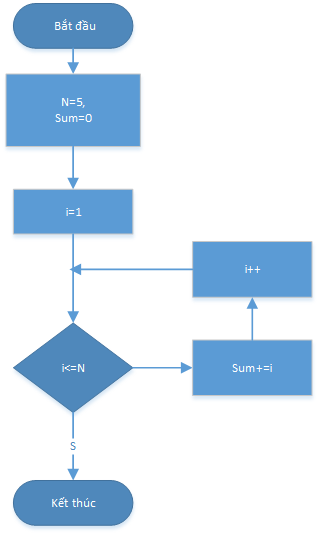 Bắt đầu
N=5,
Sum=0
i=1
i++
i<=N
Sum+=i
S
Kết thúc